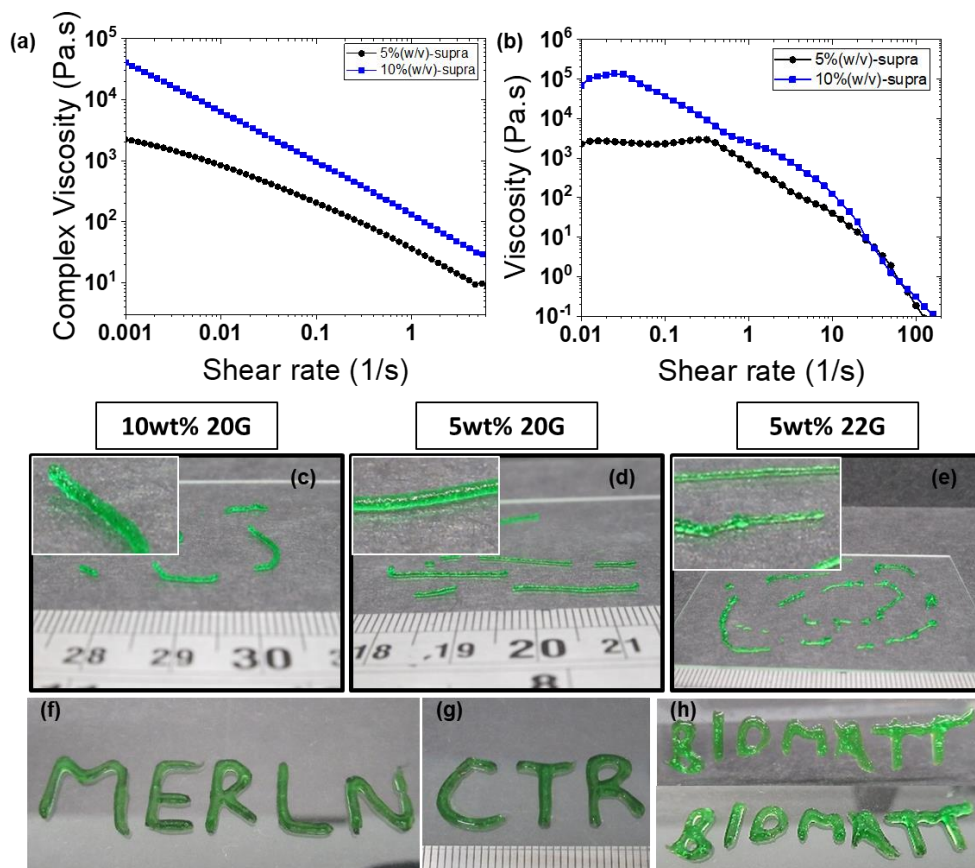 (a)
Complex Viscosity (Pa.s)
10^5
10^4
10^3
10^2
10^1
0.001
0.01
0.1
1
Shear rate (1/s)
5%(w/v)-supra
10%(w/v)-supra
(b)
Viscosity (Pa.s)
10^6
10^5
10^4
10^3
10^2
10^1
10^0
10^-1
0.01
0.1
1
10
100
Shear rate (1/s)
5%(w/v)-supra
10%(w/v)-supra
10wt% 20G
5wt% 20G
5wt% 22G
(c)
28 29 30
(d)
18 19 20 21
8
(e)
(f)
MERLN
(g)
CTR
(h)
BIOMATT
BIOMATT